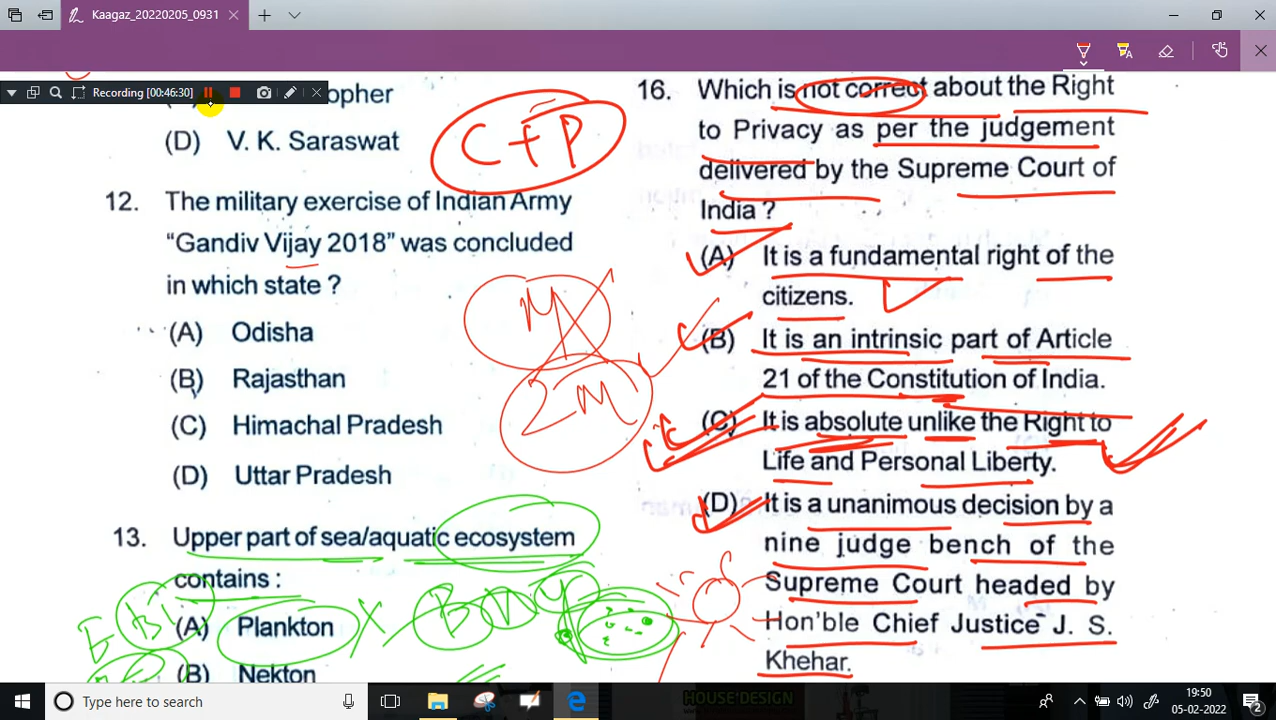 Kaagaz_20220205_0931
Recording [00:46:30]
opher
(D) V. K. Saraswat
C + P
12. The military exercise of Indian Army
“Gandiv Vijay 2018” was concluded
in which state ?
(A) Odisha
(B) Rajasthan
(C) Himachal Pradesh
(D) Uttar Pradesh
M
2M
13. Upper part of sea/aquatic ecosystem
contains :
(A) Plankton
(B) Nekton
16. Which is not correct about the Right
to Privacy as per the judgement
delivered by the Supreme Court of
India ?
(A) It is a fundamental right of the
citizens.
(B) It is an intrinsic part of Article
21 of the Constitution of India.
(C) It is absolute unlike the Right to
Life and Personal Liberty.
(D) It is a unanimous decision by a
nine judge bench of the
Supreme Court headed by
Hon'ble Chief Justice J. S.
Khehar.
Type here to search
HOUSE'DESIGN
19:50
05-02-2022
2